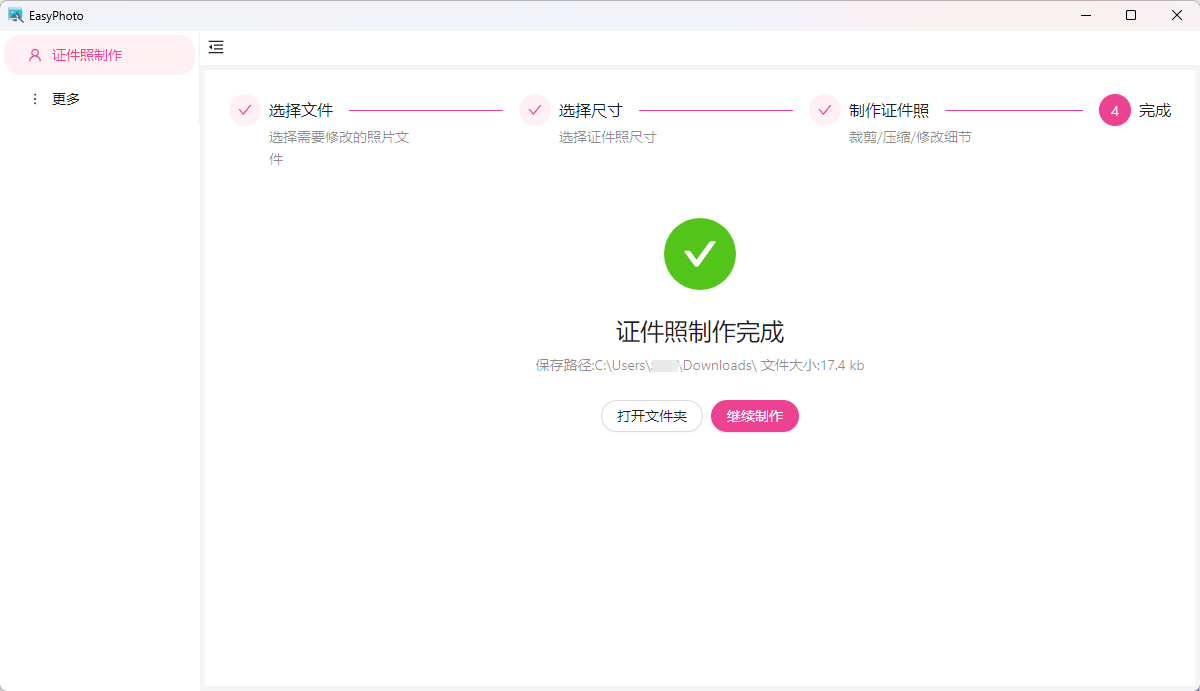 EasyPhoto
证件照制作
更多
选择文件
选择需要修改的照片文
件
选择尺寸
选择证件照尺寸
制作证件照
裁剪/压缩/修改细节
4 完成
证件照制作完成
保存路径:C:\Users\ \Downloads\ 文件大小:17.4 kb
打开文件夹 继续制作